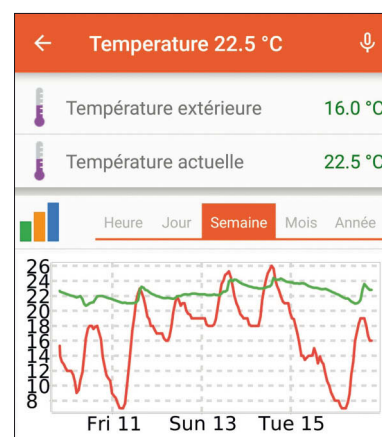 Temperature 22.5 °C
Température extérieure 16.0 °C
Température actuelle 22.5 °C
Heure Jour Semaine Mois Année
26
24
22
20
18
16
14
12
10
8
Fri 11 Sun 13 Tue 15